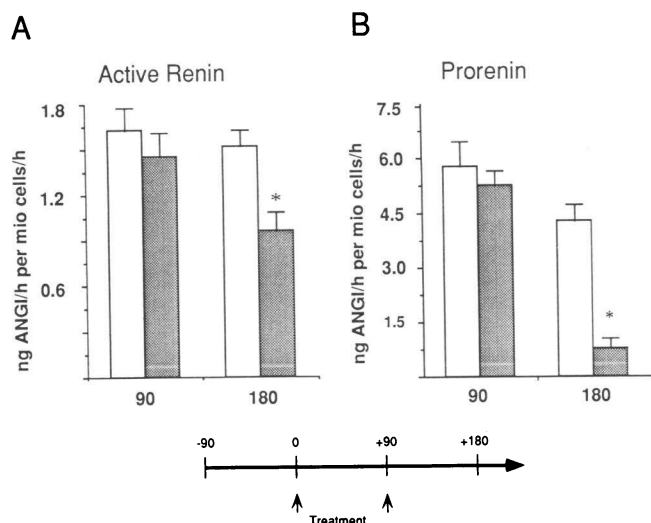 A
B
Active Renin
Prorenin
ng ANGI/h per mio cells/h
1.8
1.2
0.6
90
180
*
ng ANGI/h per mio cells/h
7.5
6.0
4.5
3.0
1.5
90
180
*
-90
0
+90
+180
Treatment